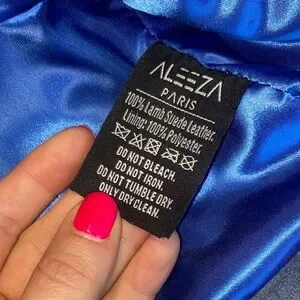 ALEEZA
PARIS
100% Lamb Suede Leather.
Lining: 100% Polyester.
DO NOT BLEACH.
DO NOT IRON.
DO NOT TUMBLE DRY.
ONLY DRY CLEAN.